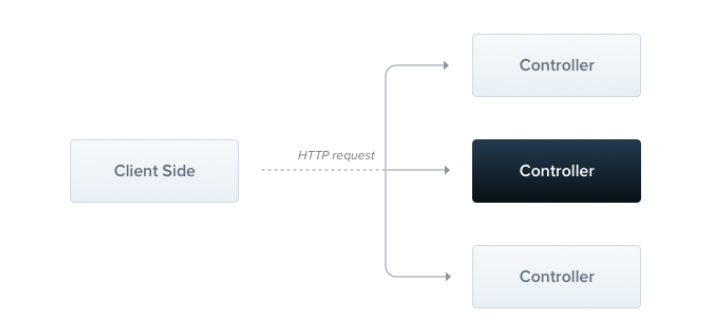 Controller
HTTP request
Client Side
Controller
Controller